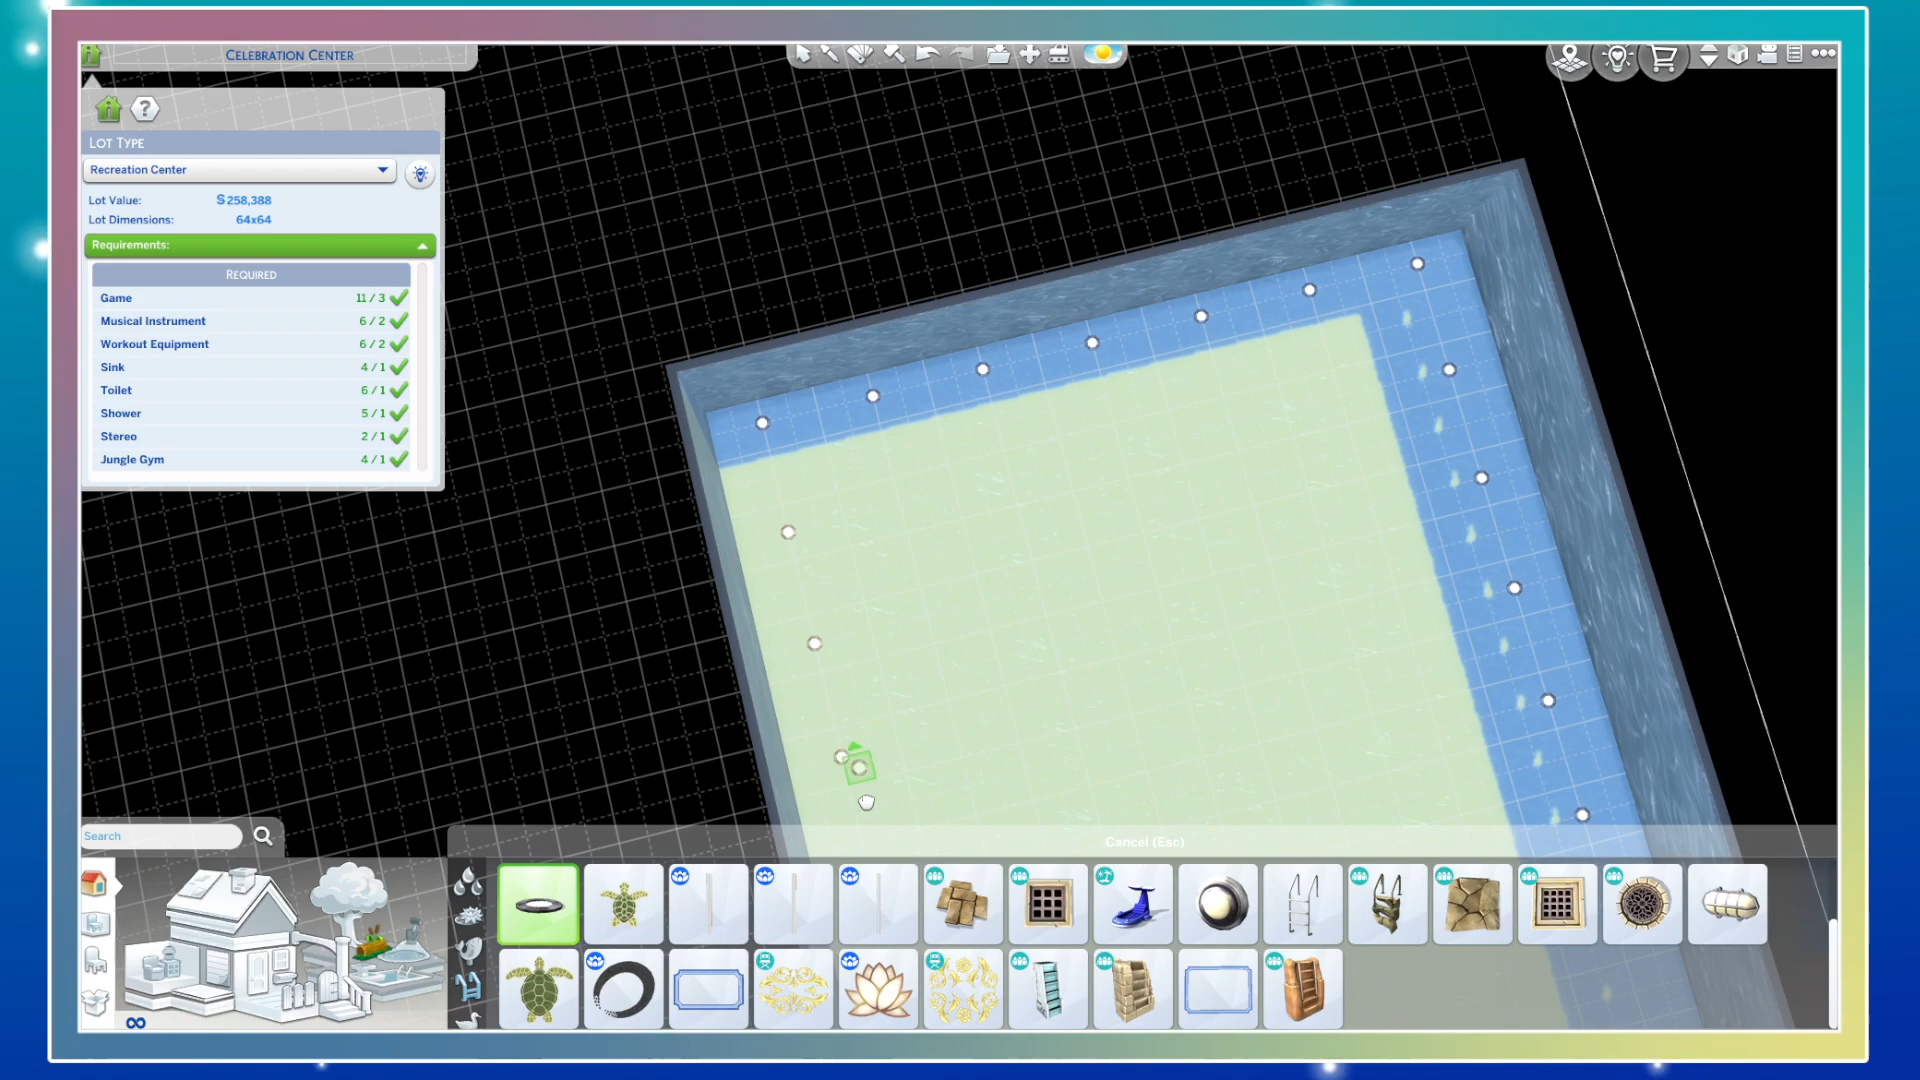 CELEBRATION CENTER
?
LOT TYPE
Recreation Center
Lot Value: §258,388
Lot Dimensions: 64x64
Requirements:
REQUIRED
Game 11 / 3
Musical Instrument 6 / 2
Workout Equipment 6 / 2
Sink 4 / 1
Toilet 6 / 1
Shower 5 / 1
Stereo 2 / 1
Jungle Gym 4 / 1
Search
Cancel (Esc)